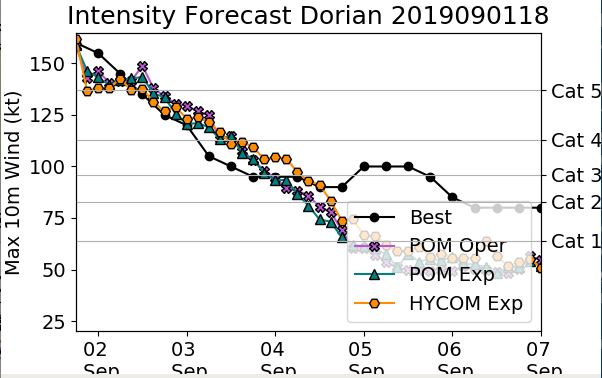 Intensity Forecast Dorian 2019090118
Max 10m Wind (kt)
150
125
100
75
50
25
Cat 5
Cat 4
Cat 3
Cat 2
Cat 1
Best
POM Oper
POM Exp
HYCOM Exp
02 03 04 05 06 07
Sep Sep Sep Sep Sep Sep